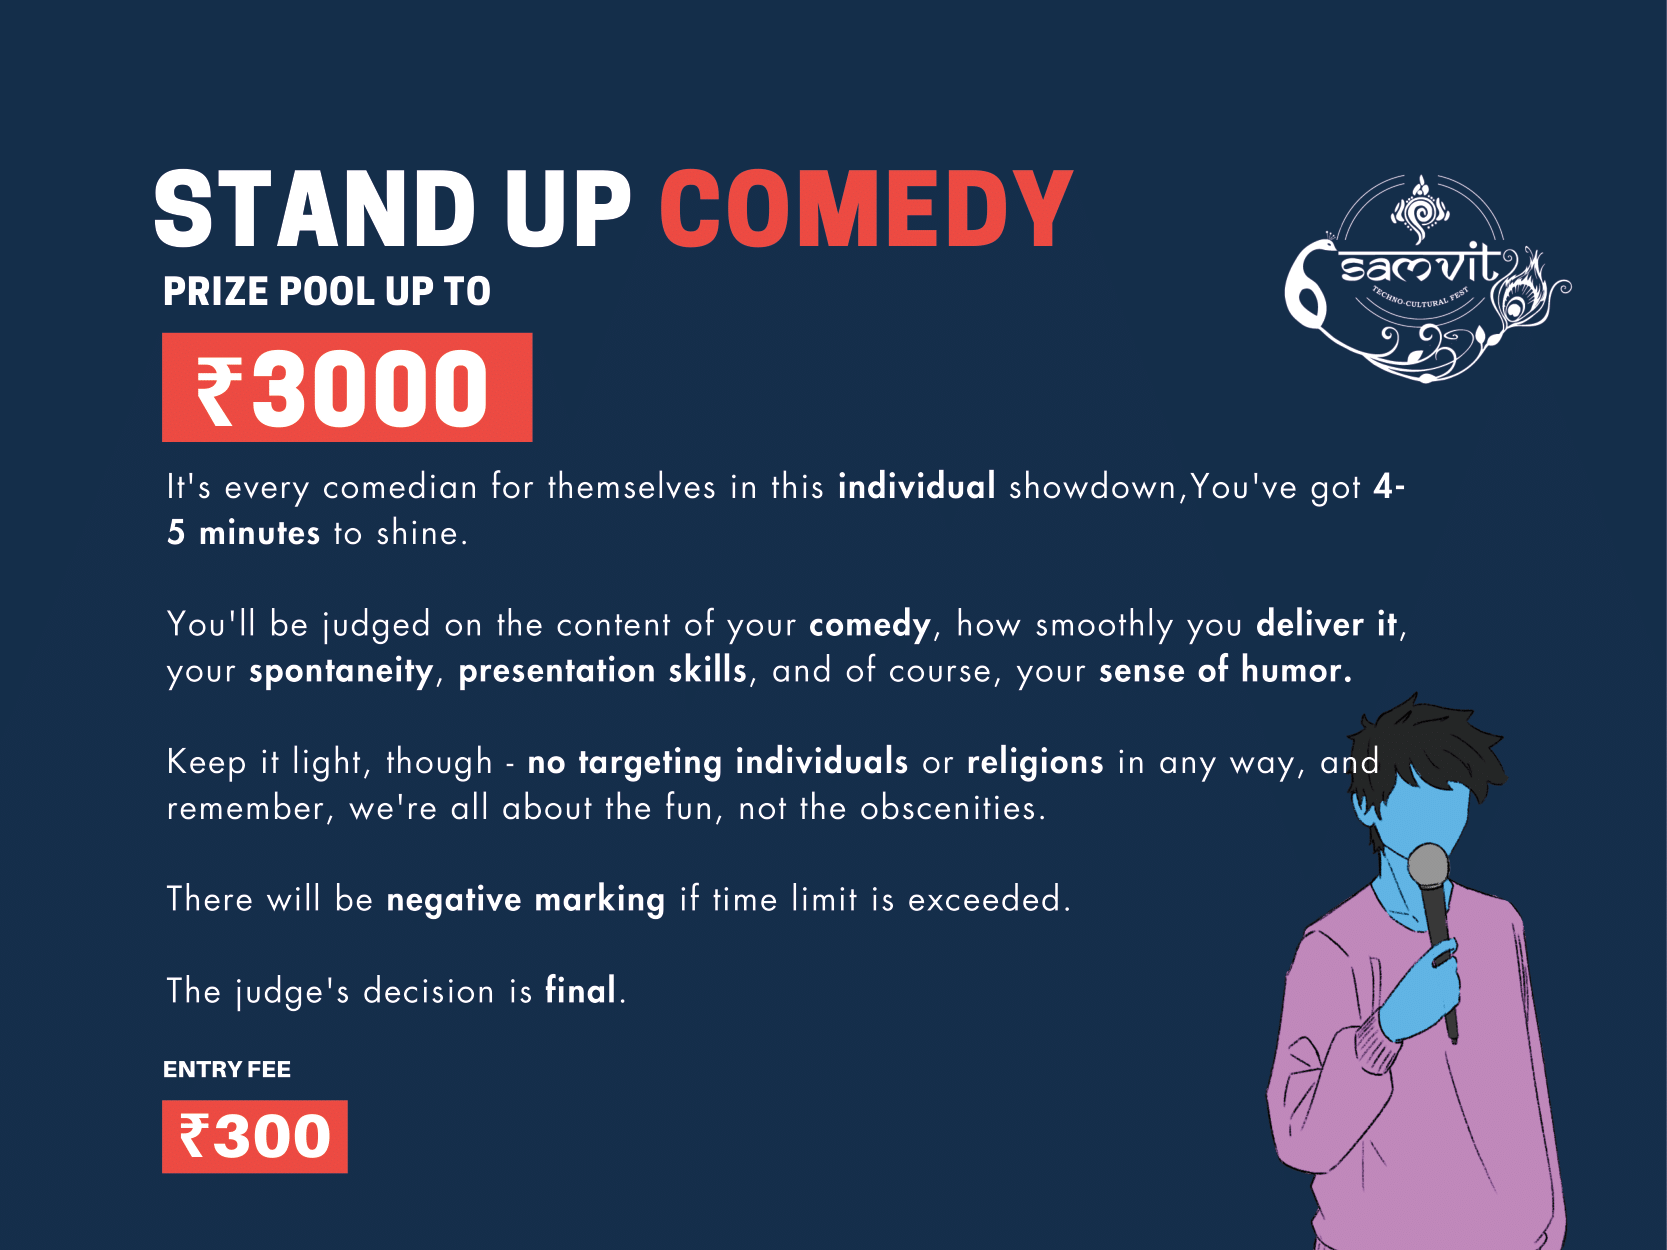 STAND UP COMEDY
PRIZE POOL UP TO
₹3000
samvit
TECHNO-CULTURAL FEST
It's every comedian for themselves in this individual showdown,You've got 4-
5 minutes to shine.
You'll be judged on the content of your comedy, how smoothly you deliver it,
your spontaneity, presentation skills, and of course, your sense of humor.
Keep it light, though - no targeting individuals or religions in any way, and
remember, we're all about the fun, not the obscenities.
There will be negative marking if time limit is exceeded.
The judge's decision is final.
ENTRY FEE
₹300